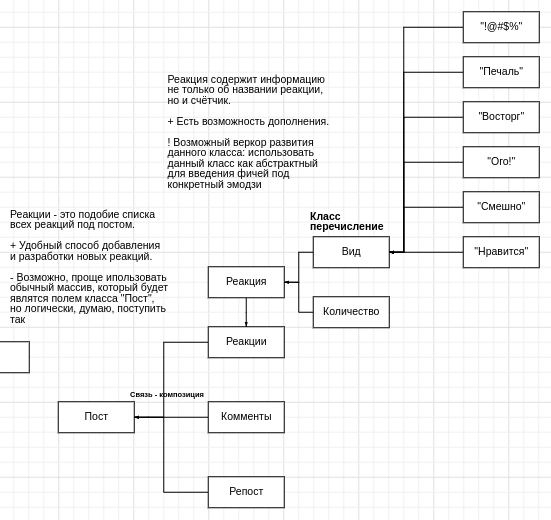 "!@#$%"
"Печаль"
"Восторг"
"Ого!"
"Смешно"
"Нравится"
Реакция содержит информацию
не только об названии реакции,
но и счётчик.
+ Есть возможность дополнения.
! Возможный веркор развития
данного класса: использовать
данный класс как абстрактный
для введения фичей под
конкретный эмодзи
Реакции - это подобие списка
всех реакций под постом.
+ Удобный способ добавления
и разработки новых реакций.
- Возможно, проще ипользовать
обычный массив, который будет
являтся полем класса "Пост",
но логически, думаю, поступить
так
Класс
перечисление
Вид
Реакция
Количество
Реакции
Связь - композиция
Пост
Комменты
Репост